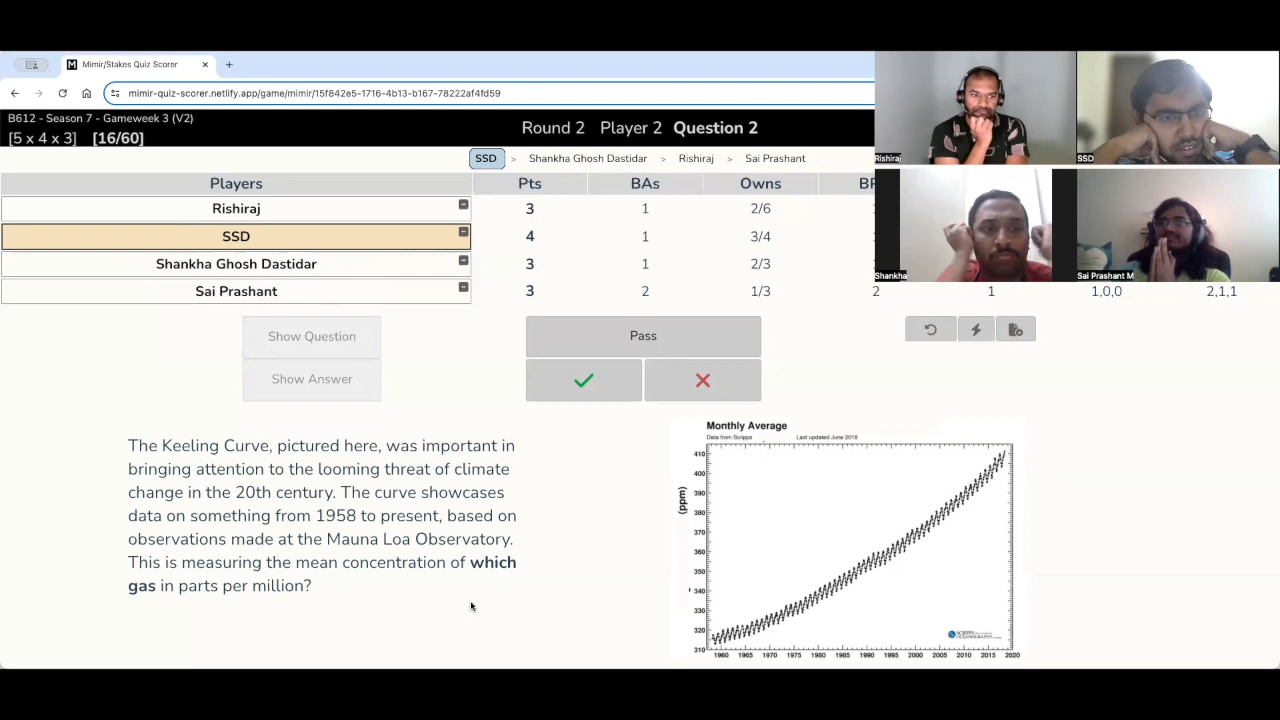 Mimir/Stakes Quiz Scorer
mimir-quiz-scorer.netlify.app/game/mimir/15f842e5-1716-4b13-b167-78222af4fd59
B612 - Season 7 - Gameweek 3 (V2)
[5 x 4 x 3] [16/60]
Round 2 Player 2 Question 2
SSD > Shankha Ghosh Dastidar > Rishiraj > Sai Prashant
Players Pts BAs Owns
Rishiraj 3 1 2/6
SSD 4 1 3/4
Shankha Ghosh Dastidar 3 1 2/3
Sai Prashant 3 2 1/3 2 1 1,0,0 2,1,1
Rishiraj
SSD
Shankha
Sai Prashant M
Show Question
Show Answer
Pass
The Keeling Curve, pictured here, was important in
bringing attention to the looming threat of climate
change in the 20th century. The curve showcases
data on something from 1958 to present, based on
observations made at the Mauna Loa Observatory.
This is measuring the mean concentration of which
gas in parts per million?
Monthly Average
Data from Scripps Last updated June 2018
(ppm)
410
400
390
380
370
360
350
340
330
320
310
1960 1965 1970 1975 1980 1985 1990 1995 2000 2005 2010 2015 2020